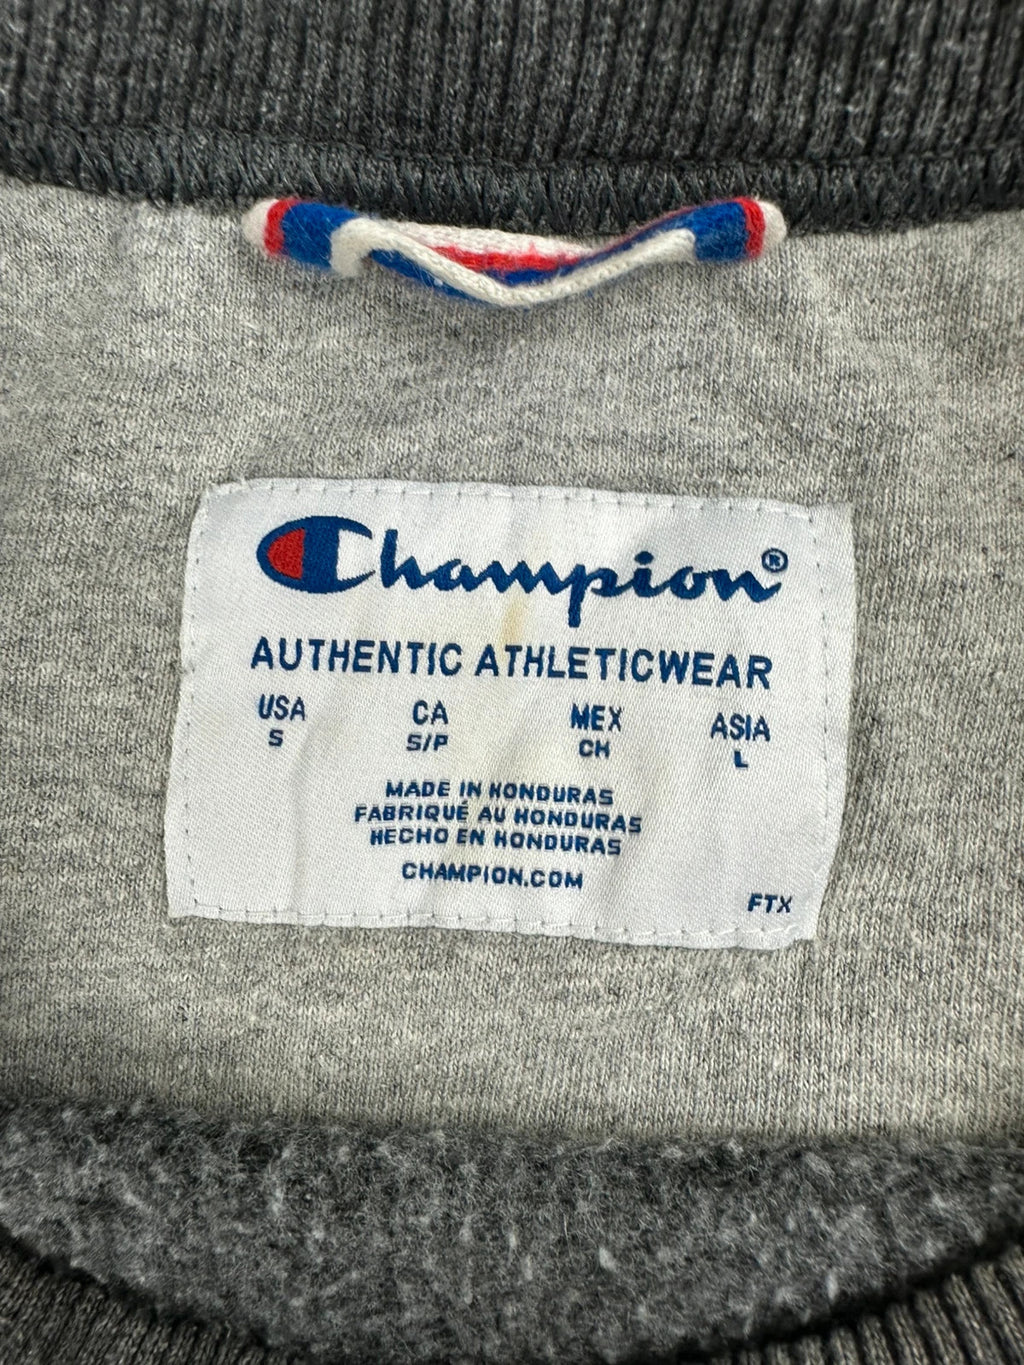 Champion®
AUTHENTIC ATHLETICWEAR
USA CA MEX ASIA
S S/P CH L
MADE IN HONDURAS
FABRIQUÉ AU HONDURAS
HECHO EN HONDURAS
CHAMPION.COM
FTX